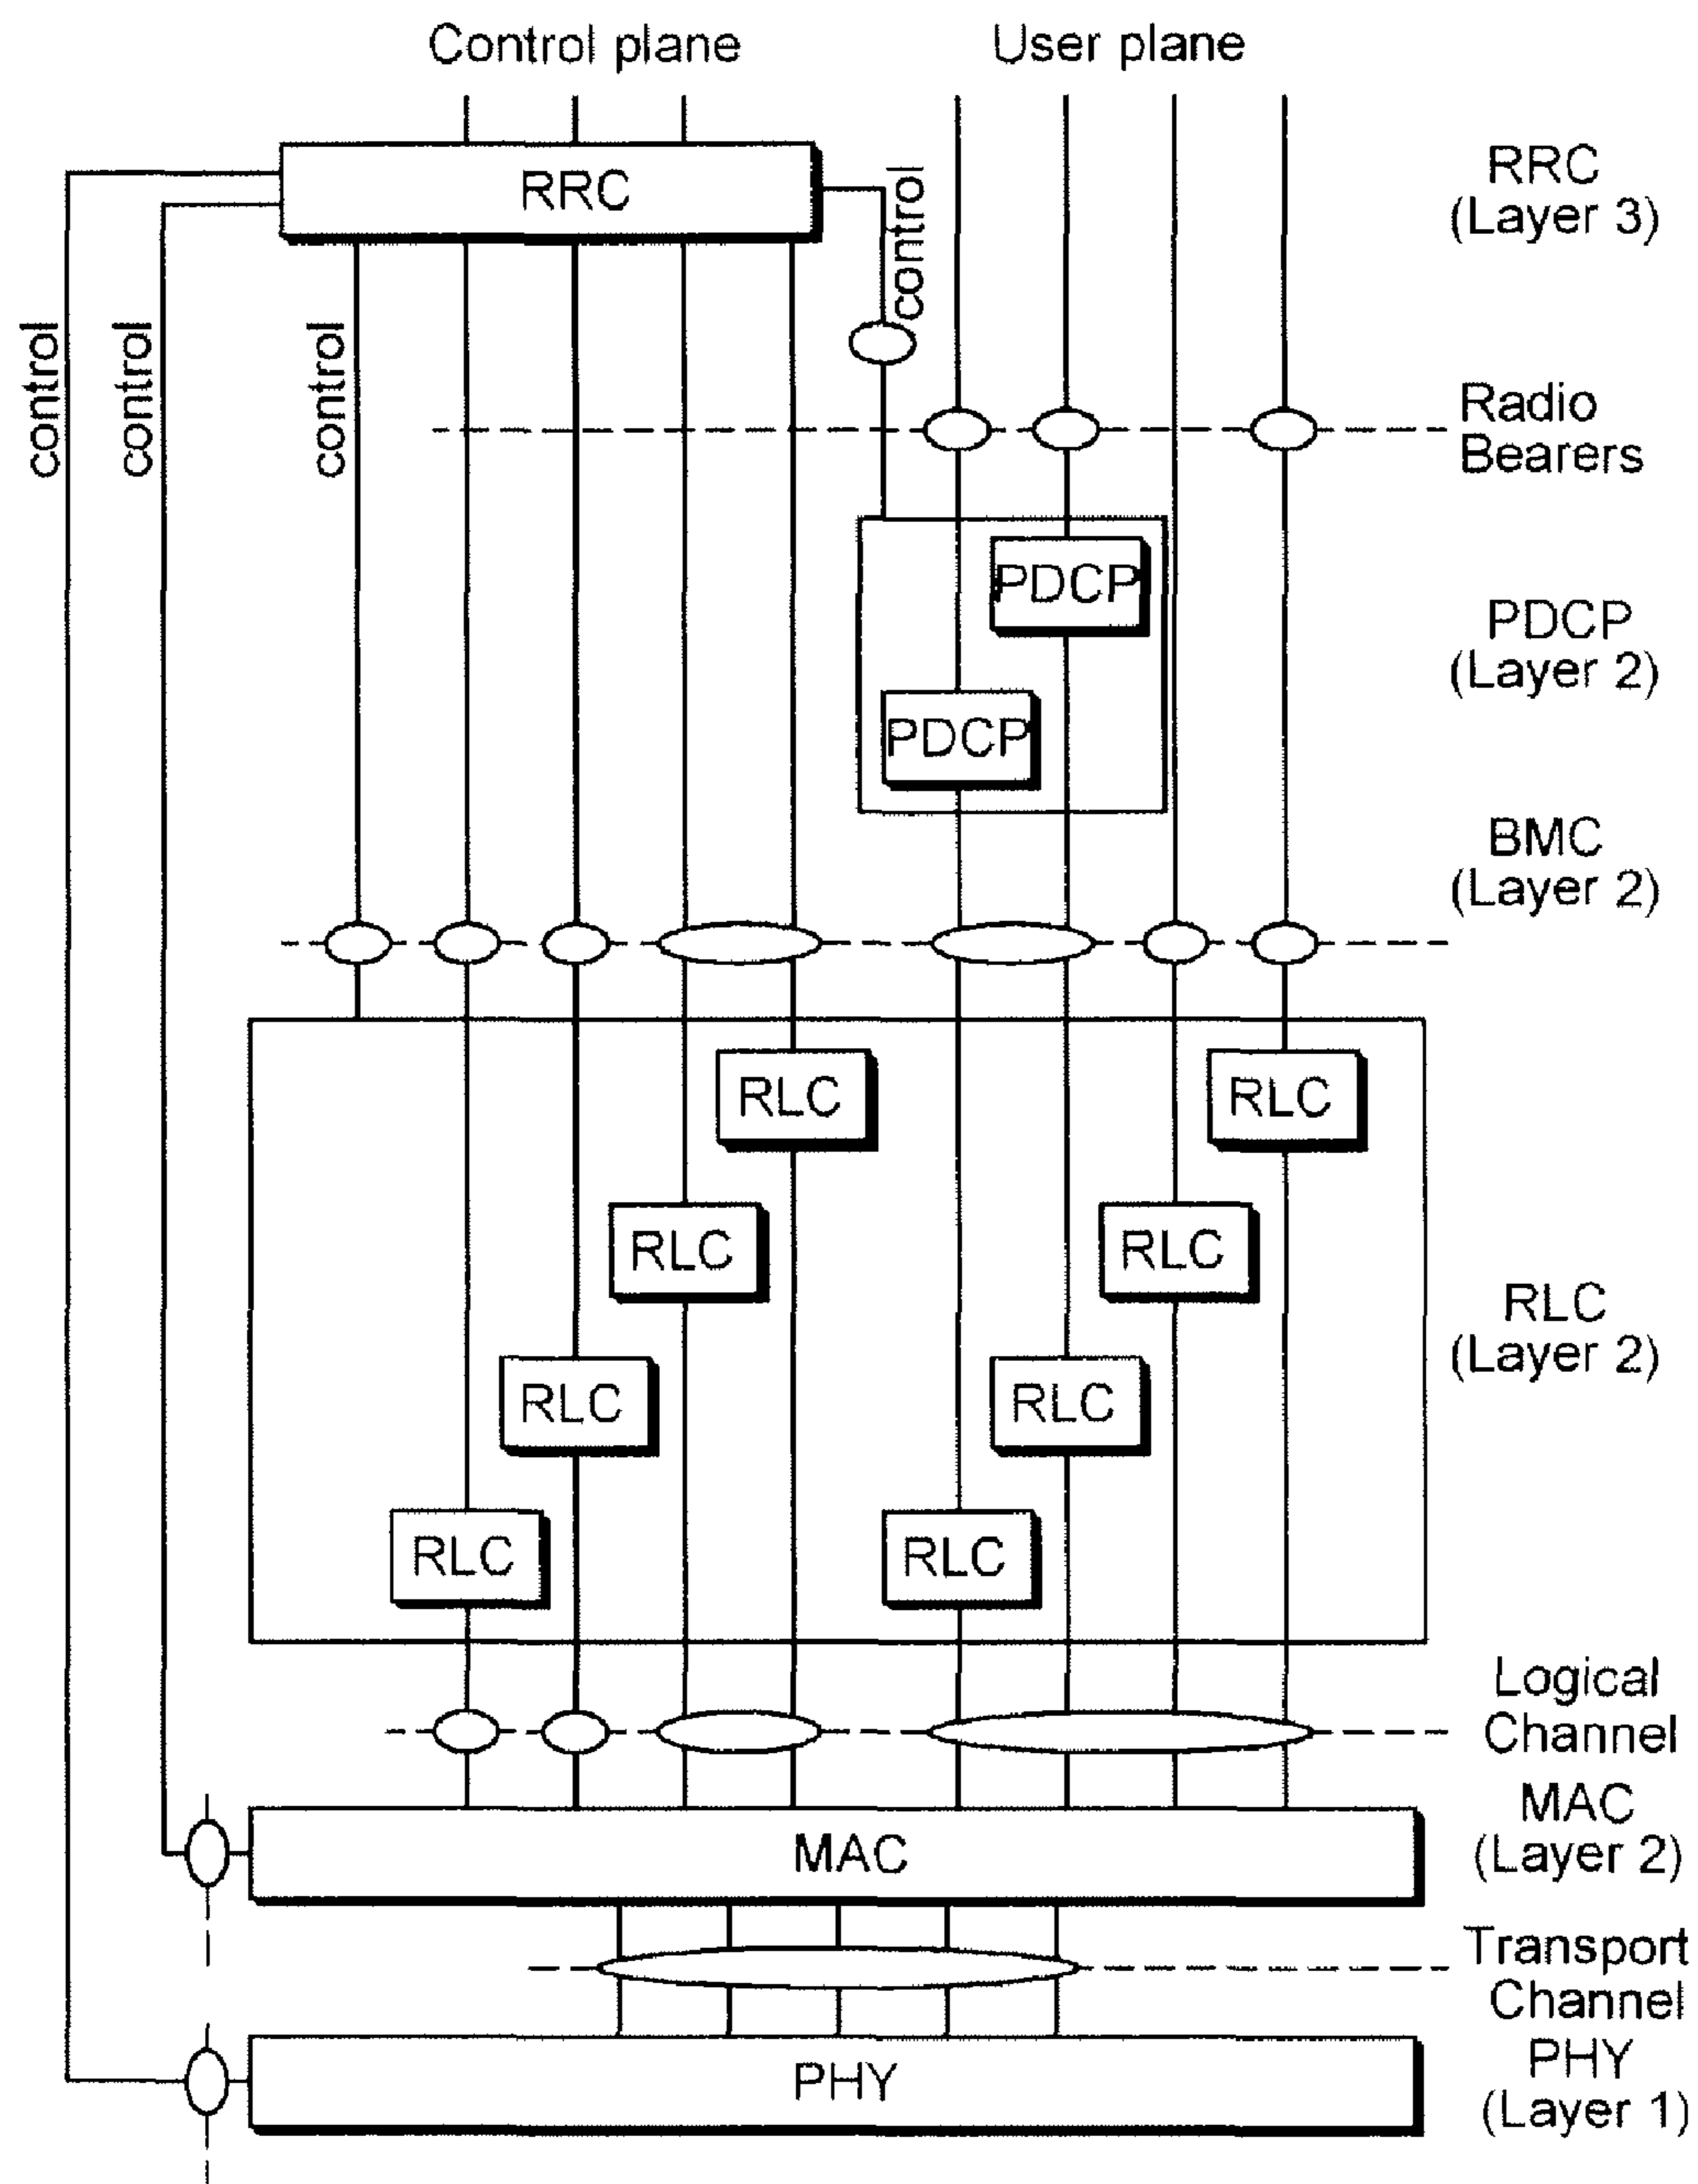 Control plane
User plane
RRC
RRC
(Layer 3)
control
control
control
control
Radio
Bearers
PDCP
PDCP
(Layer 2)
PDCP
BMC
(Layer 2)
RLC
RLC
RLC
RLC
RLC
(Layer 2)
RLC
RLC
RLC
RLC
Logical
Channel
MAC
MAC
(Layer 2)
Transport
Channel
PHY
PHY
(Layer 1)